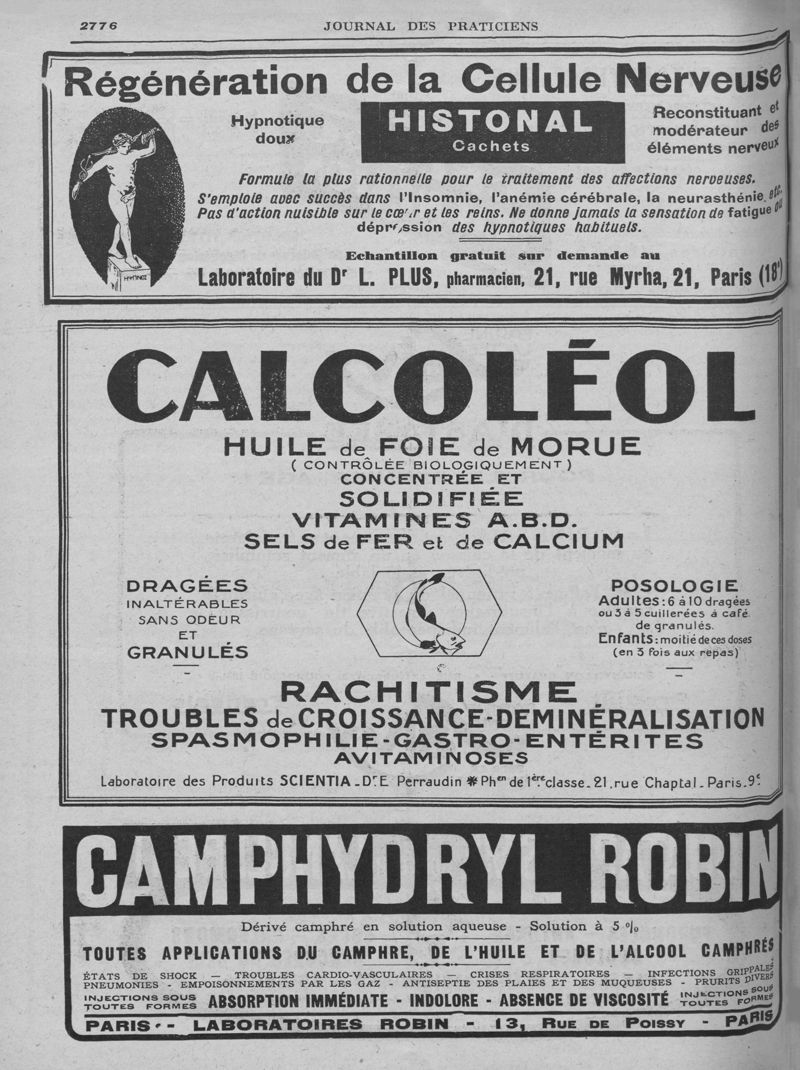 2776
JOURNAL DES PRATICIENS
Régénération de la Cellule Nerveuse
Hypnotique
doux
HISTONAL
Cachets
Reconstituant et
modérateur des
éléments nerveux
Formule la plus rationnelle pour le traitement des affections nerveuses.
S'emploie avec succès dans l'Insomnie, l'anémie cérébrale, la neurasthénie, etc.
Pas d'action nuisible sur le cœur et les reins. Ne donne jamais la sensation de fatigue ou
dépression des hypnotiques habituels.
Echantillon gratuit sur demande au
Laboratoire du Dr L. PLUS, pharmacien, 21, rue Myrha, 21, Paris (18e)
HYPNOS
CALCOLÉOL
HUILE de FOIE de MORUE
(CONTRÔLÉE BIOLOGIQUEMENT)
CONCENTRÉE ET
SOLIDIFIÉE
VITAMINES A.B.D.
SELS de FER et de CALCIUM
DRAGÉES
INALTÉRABLES
SANS ODEUR
ET
GRANULÉS
POSOLOGIE
Adultes: 6 à 10 dragées
ou 3 à 5 cuillerées à café
de granulés.
Enfants: moitié de ces doses
(en 3 fois aux repas)
RACHITISME
TROUBLES de CROISSANCE-DEMINÉRALISATION
SPASMOPHILIE-GASTRO-ENTÉRITES
AVITAMINOSES
Laboratoire des Produits SCIENTIA_Dr. E Perraudin * Phen de 1ère classe_21, rue Chaptal_Paris_9e
CAMPHYDRYL ROBIN
Dérivé camphré en solution aqueuse - Solution à 5 %
TOUTES APPLICATIONS DU CAMPHRE, DE L'HUILE ET DE L'ALCOOL CAMPHRÉS
ÉTATS DE SHOCK — TROUBLES CARDIO-VASCULAIRES — CRISES RESPIRATOIRES — INFECTIONS GRIPPALES
PNEUMONIES - EMPOISONNEMENTS PAR LES GAZ - ANTISEPTIE DES PLAIES ET DES MUQUEUSES - PRURITS DIVERS
INJECTIONS SOUS
TOUTES FORMES
ABSORPTION IMMÉDIATE - INDOLORE - ABSENCE DE VISCOSITÉ
INJECTIONS SOUS
TOUTES FORMES
PARIS - LABORATOIRES ROBIN - 13, RUE DE POISSY - PARIS